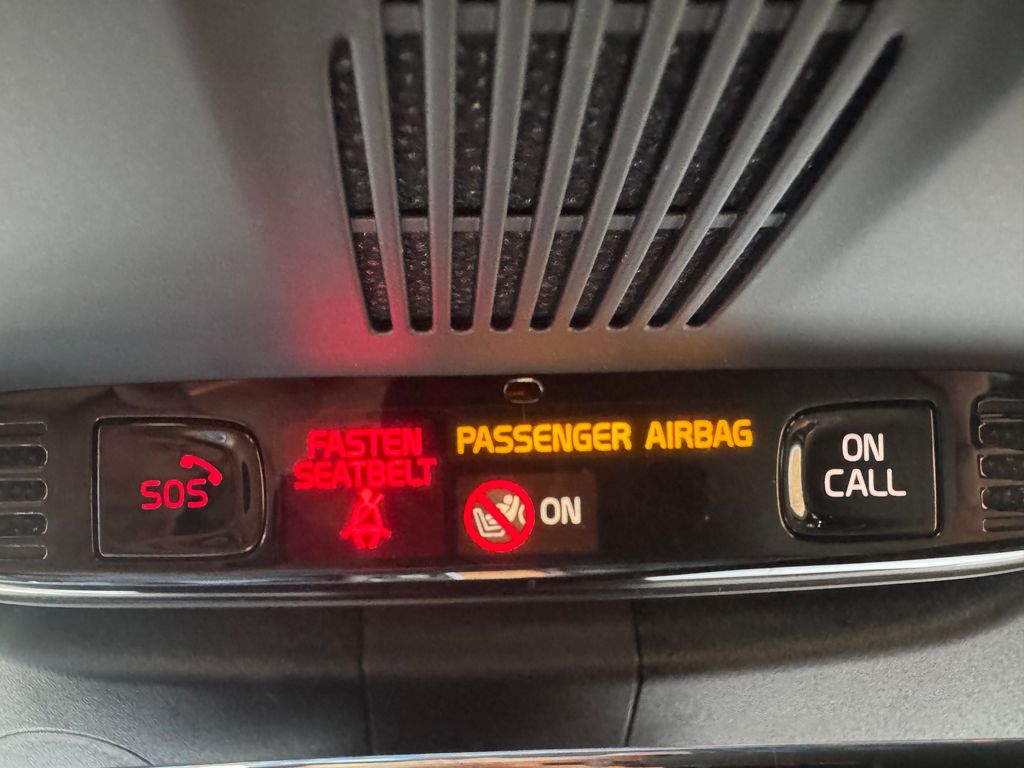 SOS
FASTEN
SEATBELT
PASSENGER AIRBAG
ON
ON
CALL